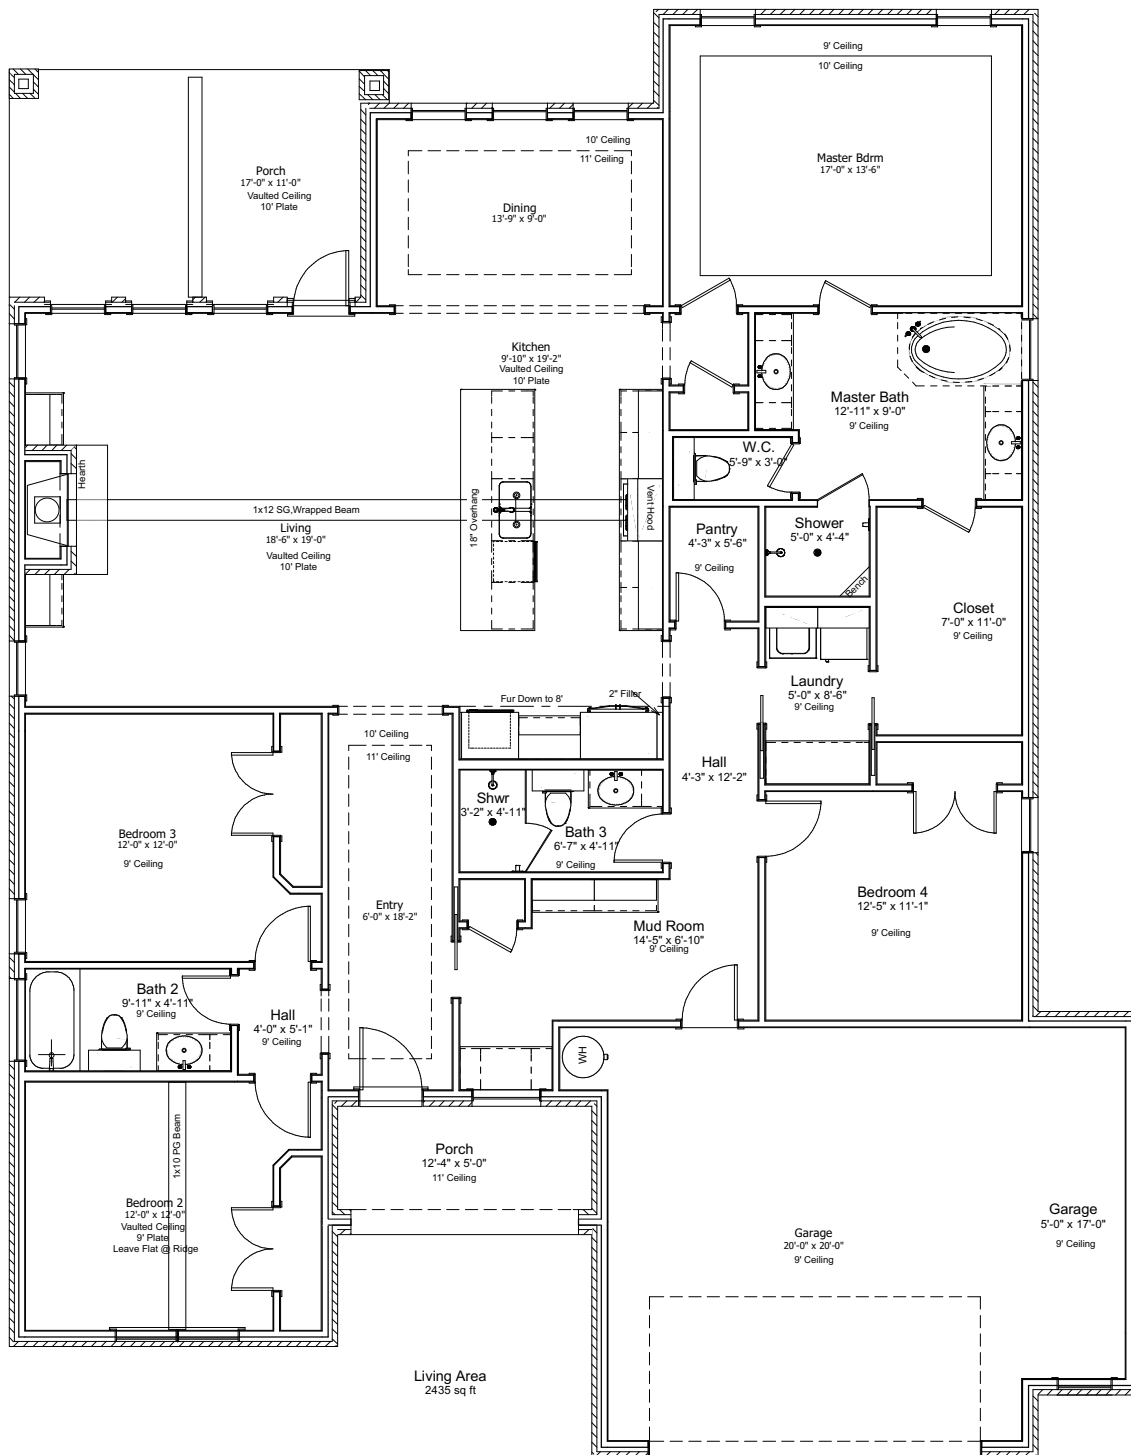 9' Ceiling
10' Ceiling
Master Bdrm
17'-0" x 13'-6"
Porch
17'-0" x 11'-0"
Vaulted Ceiling
10' Plate
10' Ceiling
11' Ceiling
Dining
13'-9" x 9'-0"
Kitchen
9'-10" x 19'-2"
Vaulted Ceiling
10' Plate
Master Bath
12'-11" x 9'-0"
9' Ceiling
W.C.
5'-9" x 3'-0"
Hearth
1x12 SG,Wrapped Beam
Living
18'-6" x 19'-0"
Vaulted Ceiling
10' Plate
18" Overhang
Vent Hood
Pantry
4'-3" x 5'-6"
9' Ceiling
Shower
5'-0" x 4'-4"
Bench
Closet
7'-0" x 11'-0"
9' Ceiling
Laundry
5'-0" x 8'-6"
9' Ceiling
Fur Down to 8'
2" Filler
10' Ceiling
11' Ceiling
Hall
4'-3" x 12'-2"
Shwr
3'-2" x 4'-11"
Bath 3
6'-7" x 4'-11"
9' Ceiling
Bedroom 3
12'-0" x 12'-0"
9' Ceiling
Entry
6'-0" x 18'-2"
Mud Room
14'-5" x 6'-10"
9' Ceiling
Bedroom 4
12'-5" x 11'-1"
9' Ceiling
Bath 2
9'-11" x 4'-11"
9' Ceiling
Hall
4'-0" x 5'-1"
9' Ceiling
WH
1x10 PG Beam
Porch
12'-4" x 5'-0"
11' Ceiling
Bedroom 2
12'-0" x 12'-0"
Vaulted Ceiling
9' Plate
Leave Flat @ Ridge
Garage
20'-0" x 20'-0"
9' Ceiling
Garage
5'-0" x 17'-0"
9' Ceiling
Living Area
2435 sq ft